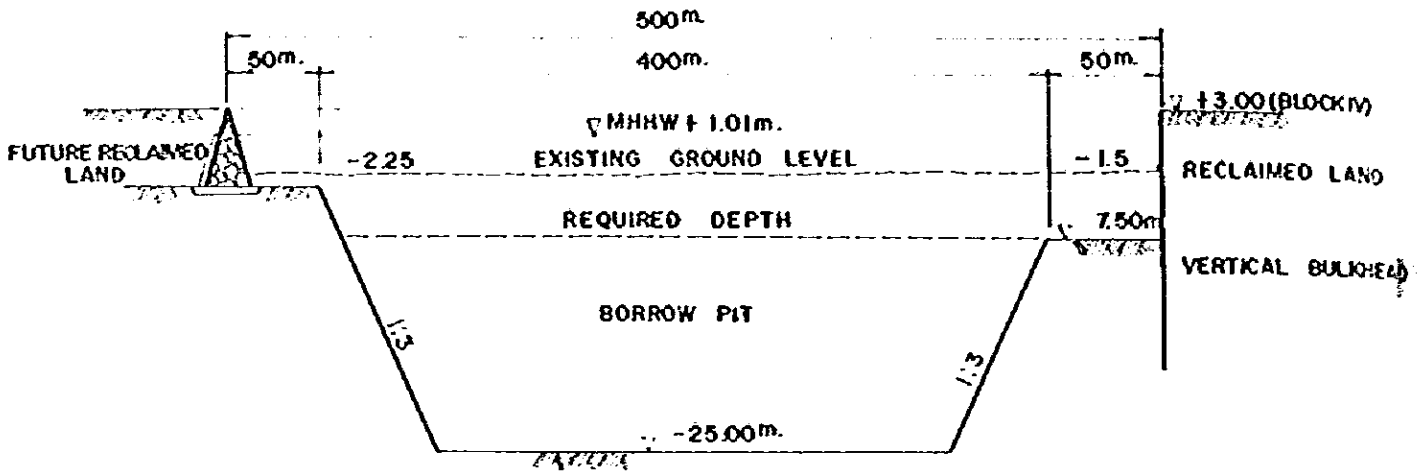 500m.
50m. 400m. 50m.
+3.00 (BLOCK IV)
MHHW + 1.01m.
FUTURE RECLAIMED LAND
-2.25 EXISTING GROUND LEVEL -1.5 RECLAIMED LAND
REQUIRED DEPTH 7.50m
VERTICAL BULKHEAD
BORROW PIT
1:3 1:3
-25.00m.